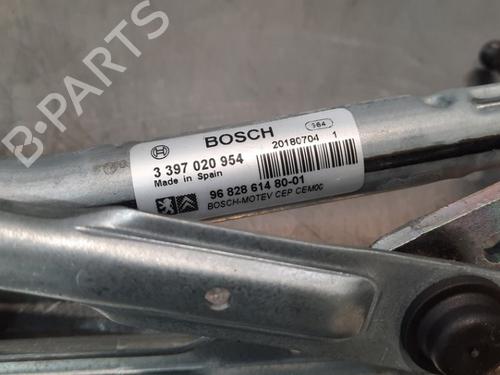 BOSCH
364
3 397 020 954
Made in Spain
20180704 1
96 828 614 80-01
BOSCH-MOTEV CEP CEM00
B-PARTS